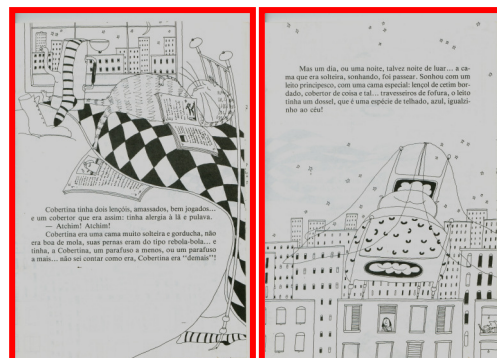 Cobertina tinha dois lençóis, amassados, bem jogados...
e um cobertor que era assim: tinha alergia à lã e pulava.
— Atchim! Atchim!
Cobertina era uma cama muito solteira e gorducha, não
era boa de mola, suas pernas eram do tipo rebola-bola... e
tinha, a Cobertina, um parafuso a menos, ou um parafuso
a mais... não sei contar como era, Cobertina era "demais"!
Mas um dia, ou uma noite, talvez noite de luar... a ca-
ma que era solteira, sonhando, foi passear. Sonhou com um
leito principesco, com uma cama especial: lençol de cetim bor-
dado, cobertor de coisa e tal... travesseiros de fofura, o leito
tinha um dossel, que é uma espécie de telhado, azul, igualzi-
nho ao céu!